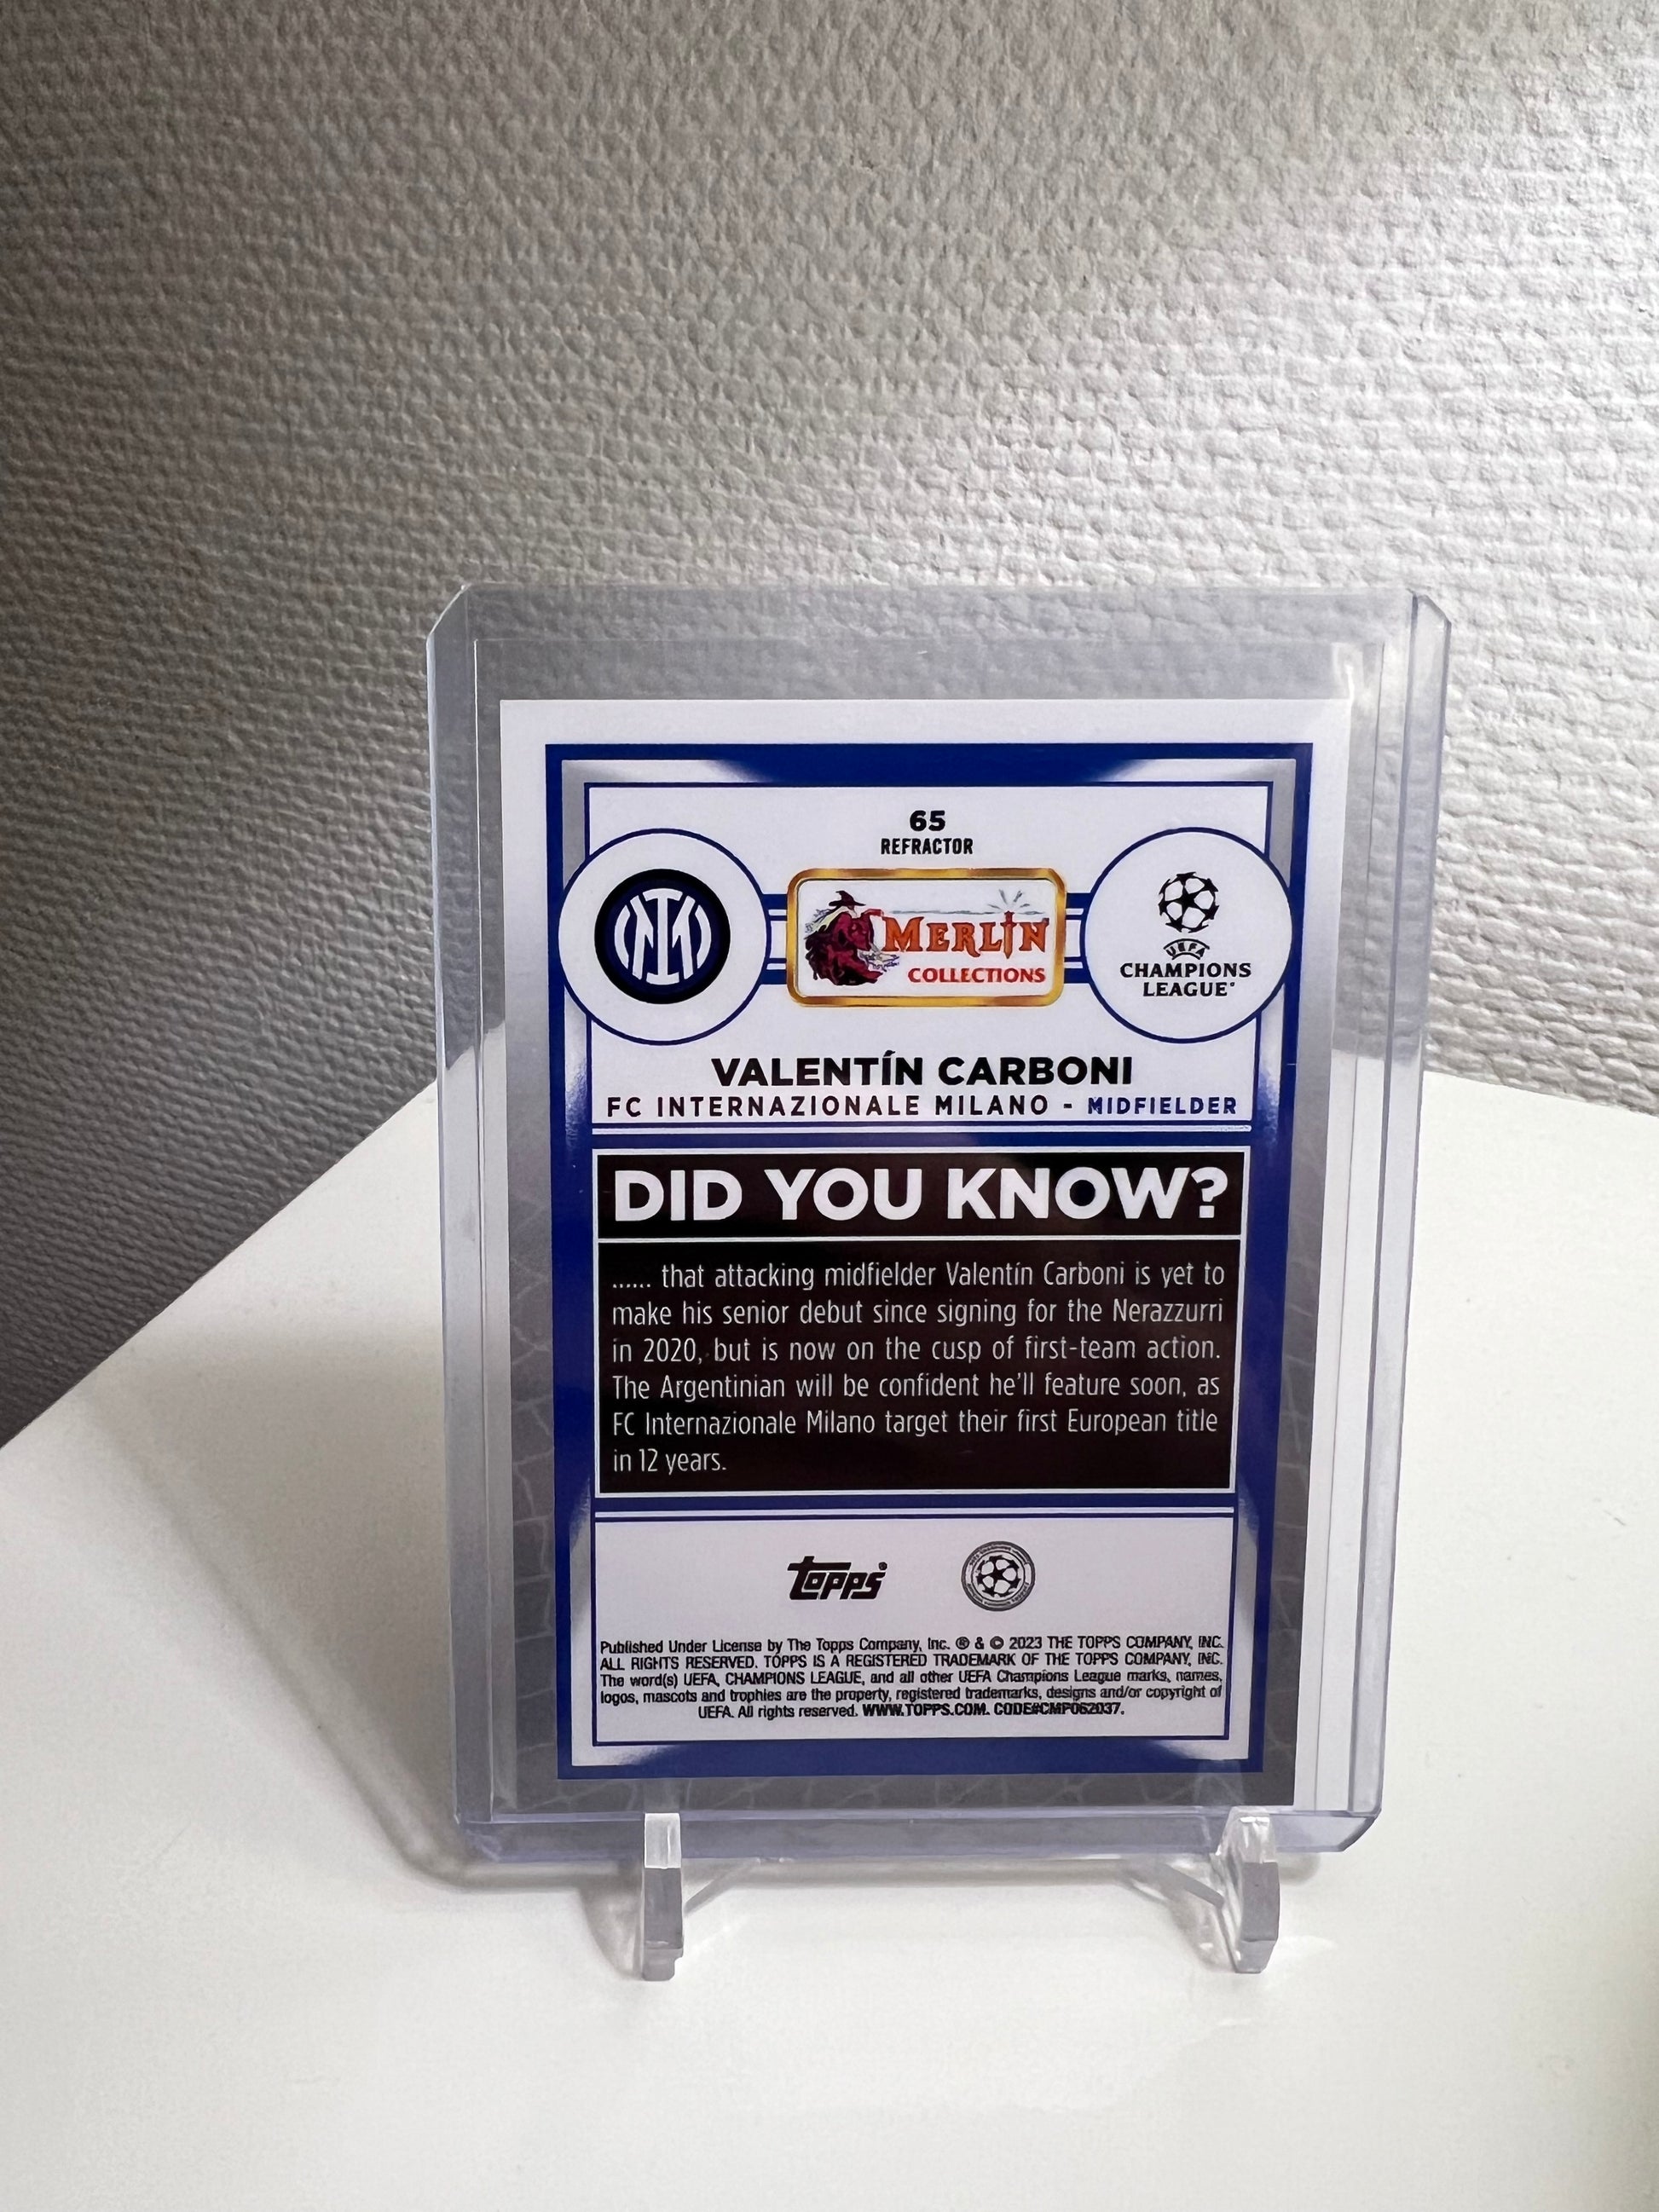 65
REFRACTOR
MERLIN
COLLECTIONS
UEFA
CHAMPIONS
LEAGUE®
VALENTÍN CARBONI
FC INTERNAZIONALE MILANO - MIDFIELDER
DID YOU KNOW?
...... that attacking midfielder Valentín Carboni is yet to
make his senior debut since signing for the Nerazzurri
in 2020, but is now on the cusp of first-team action.
The Argentinian will be confident he'll feature soon, as
FC Internazionale Milano target their first European title
in 12 years.
topps®
Published Under License by The Topps Company, Inc. ® & © 2023 THE TOPPS COMPANY, INC.
ALL RIGHTS RESERVED. TOPPS IS A REGISTERED TRADEMARK OF THE TOPPS COMPANY, INC.
The word(s) UEFA, CHAMPIONS LEAGUE, and all other UEFA Champions League marks, names,
logos, mascots and trophies are the property, registered trademarks, designs and/or copyright of
UEFA. All rights reserved. WWW.TOPPS.COM. CODE#CMP062037.